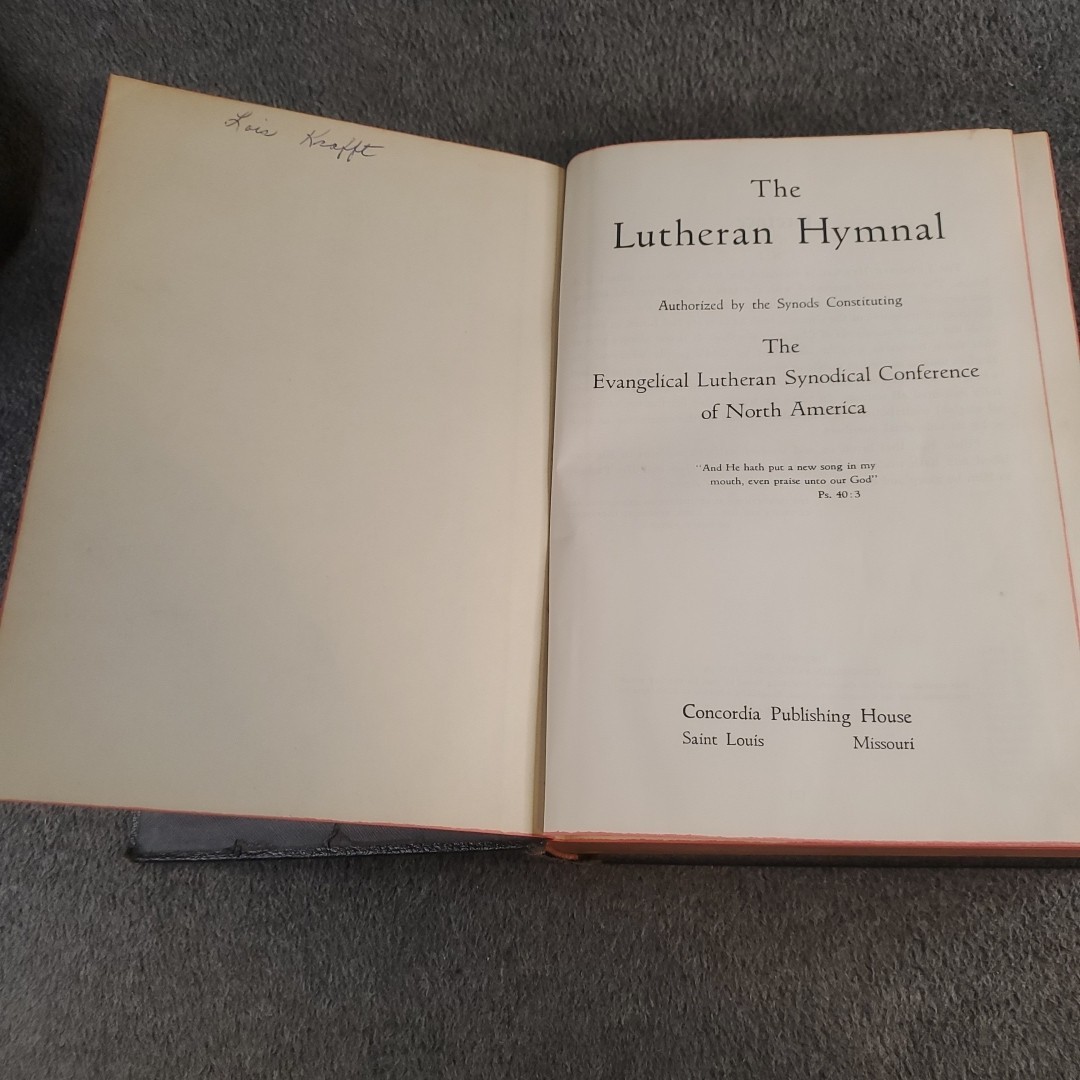 Lois Krafft
The
Lutheran Hymnal
Authorized by the Synods Constituting
The
Evangelical Lutheran Synodical Conference
of North America
"And He hath put a new song in my
mouth, even praise unto our God"
Ps. 40:3
Concordia Publishing House
Saint Louis Missouri